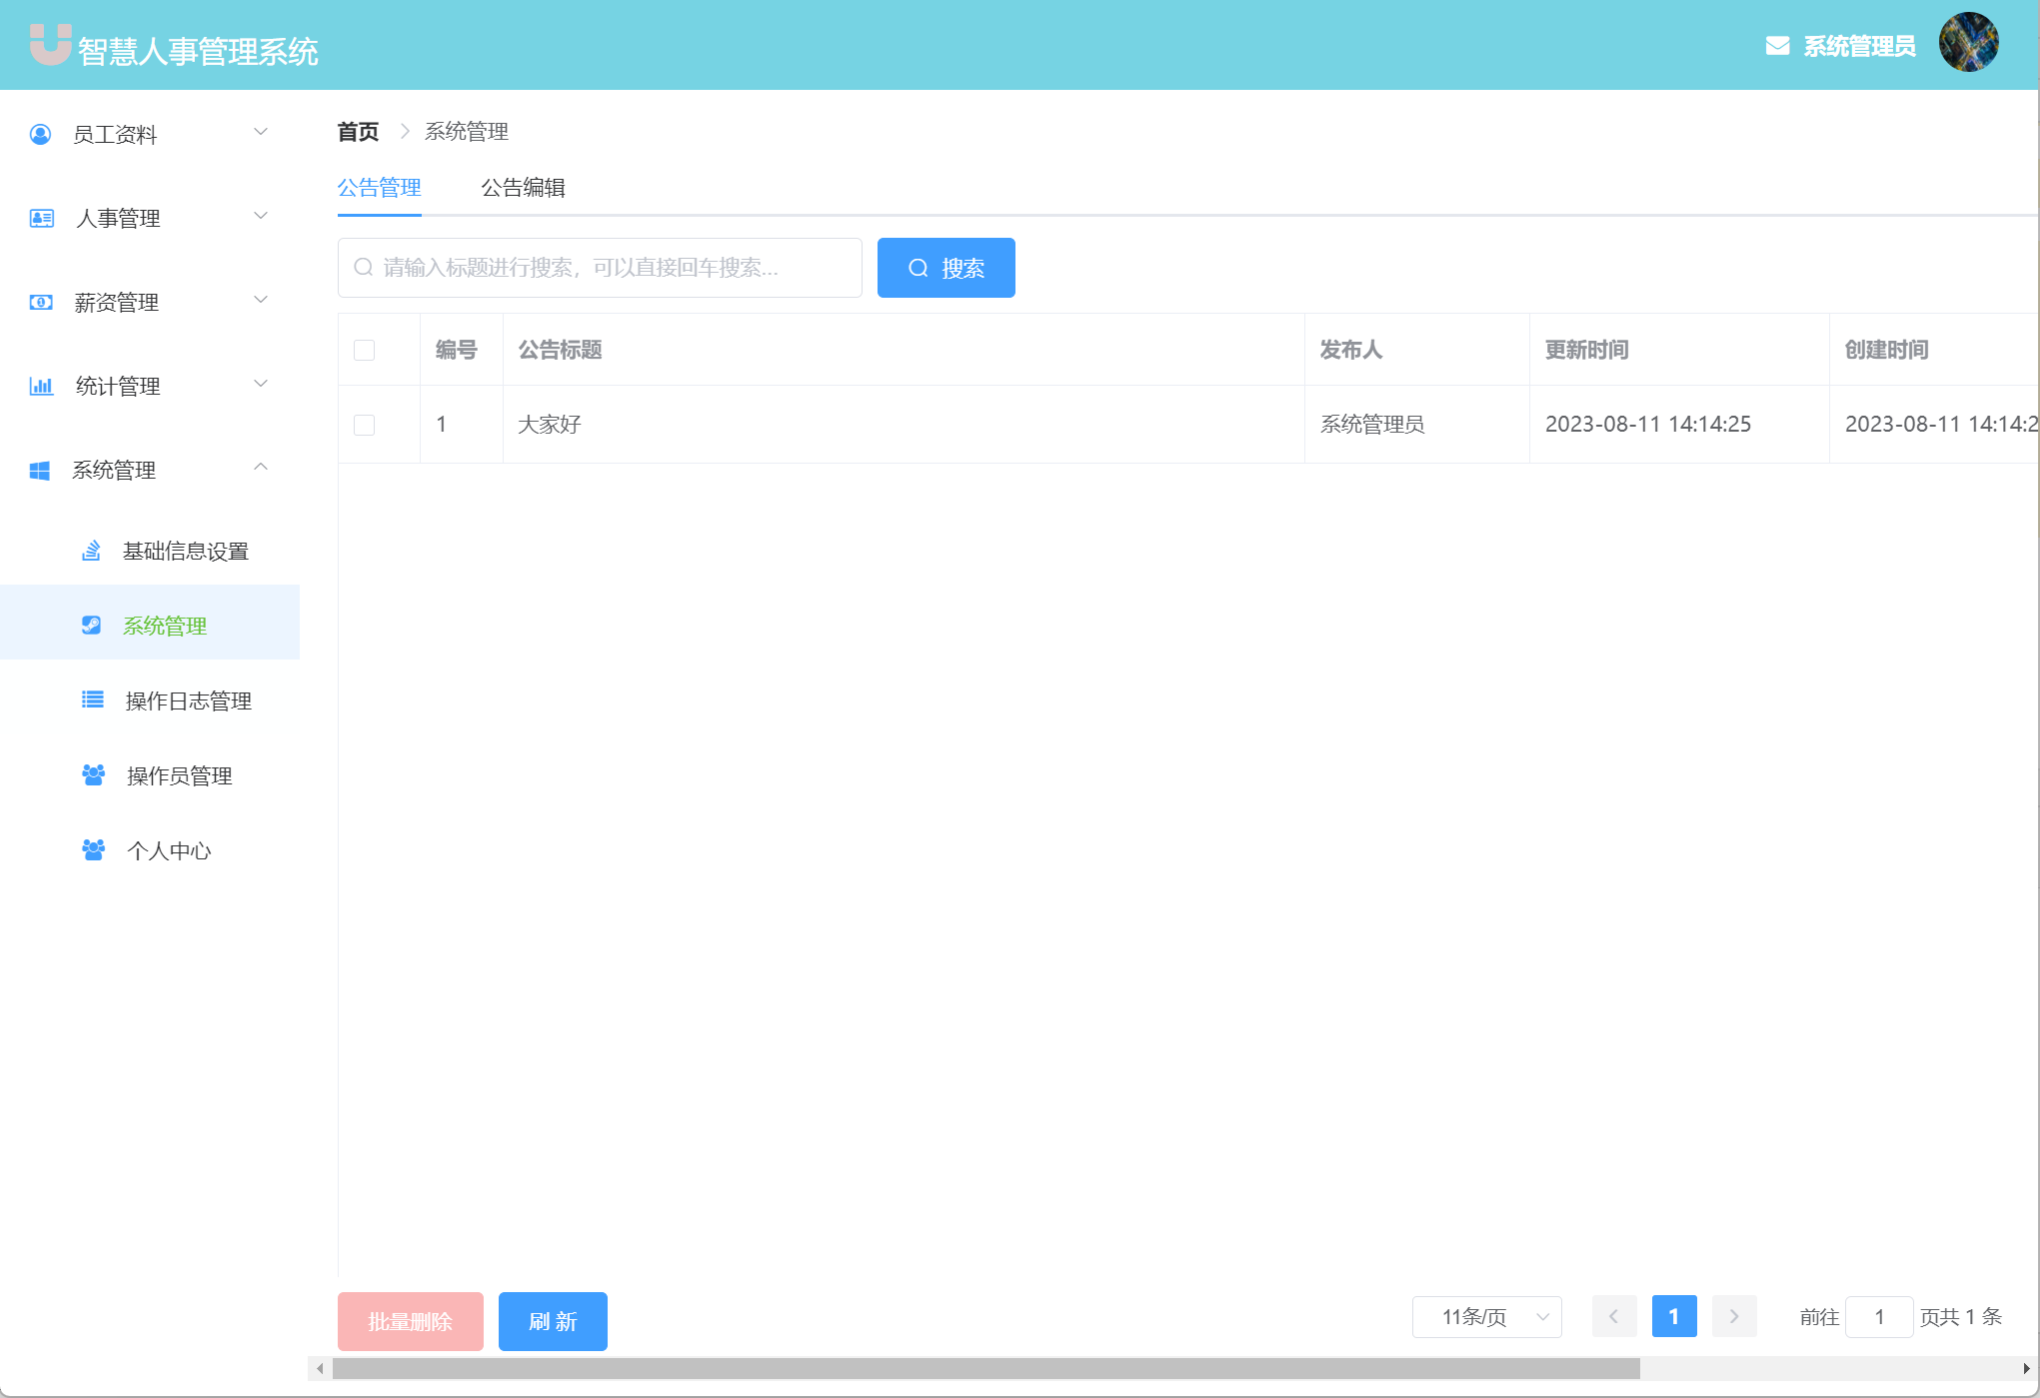 智慧人事管理系统
系统管理员
员工资料
人事管理
薪资管理
统计管理
系统管理
基础信息设置
系统管理
操作日志管理
操作员管理
个人中心
首页 系统管理
公告管理 公告编辑
请输入标题进行搜索，可以直接回车搜索... 搜索
编号 公告标题 发布人 更新时间 创建时间
1 大家好 系统管理员 2023-08-11 14:14:25 2023-08-11 14:14:2
批量删除 刷新 11条/页 1 前往 1 页共 1 条